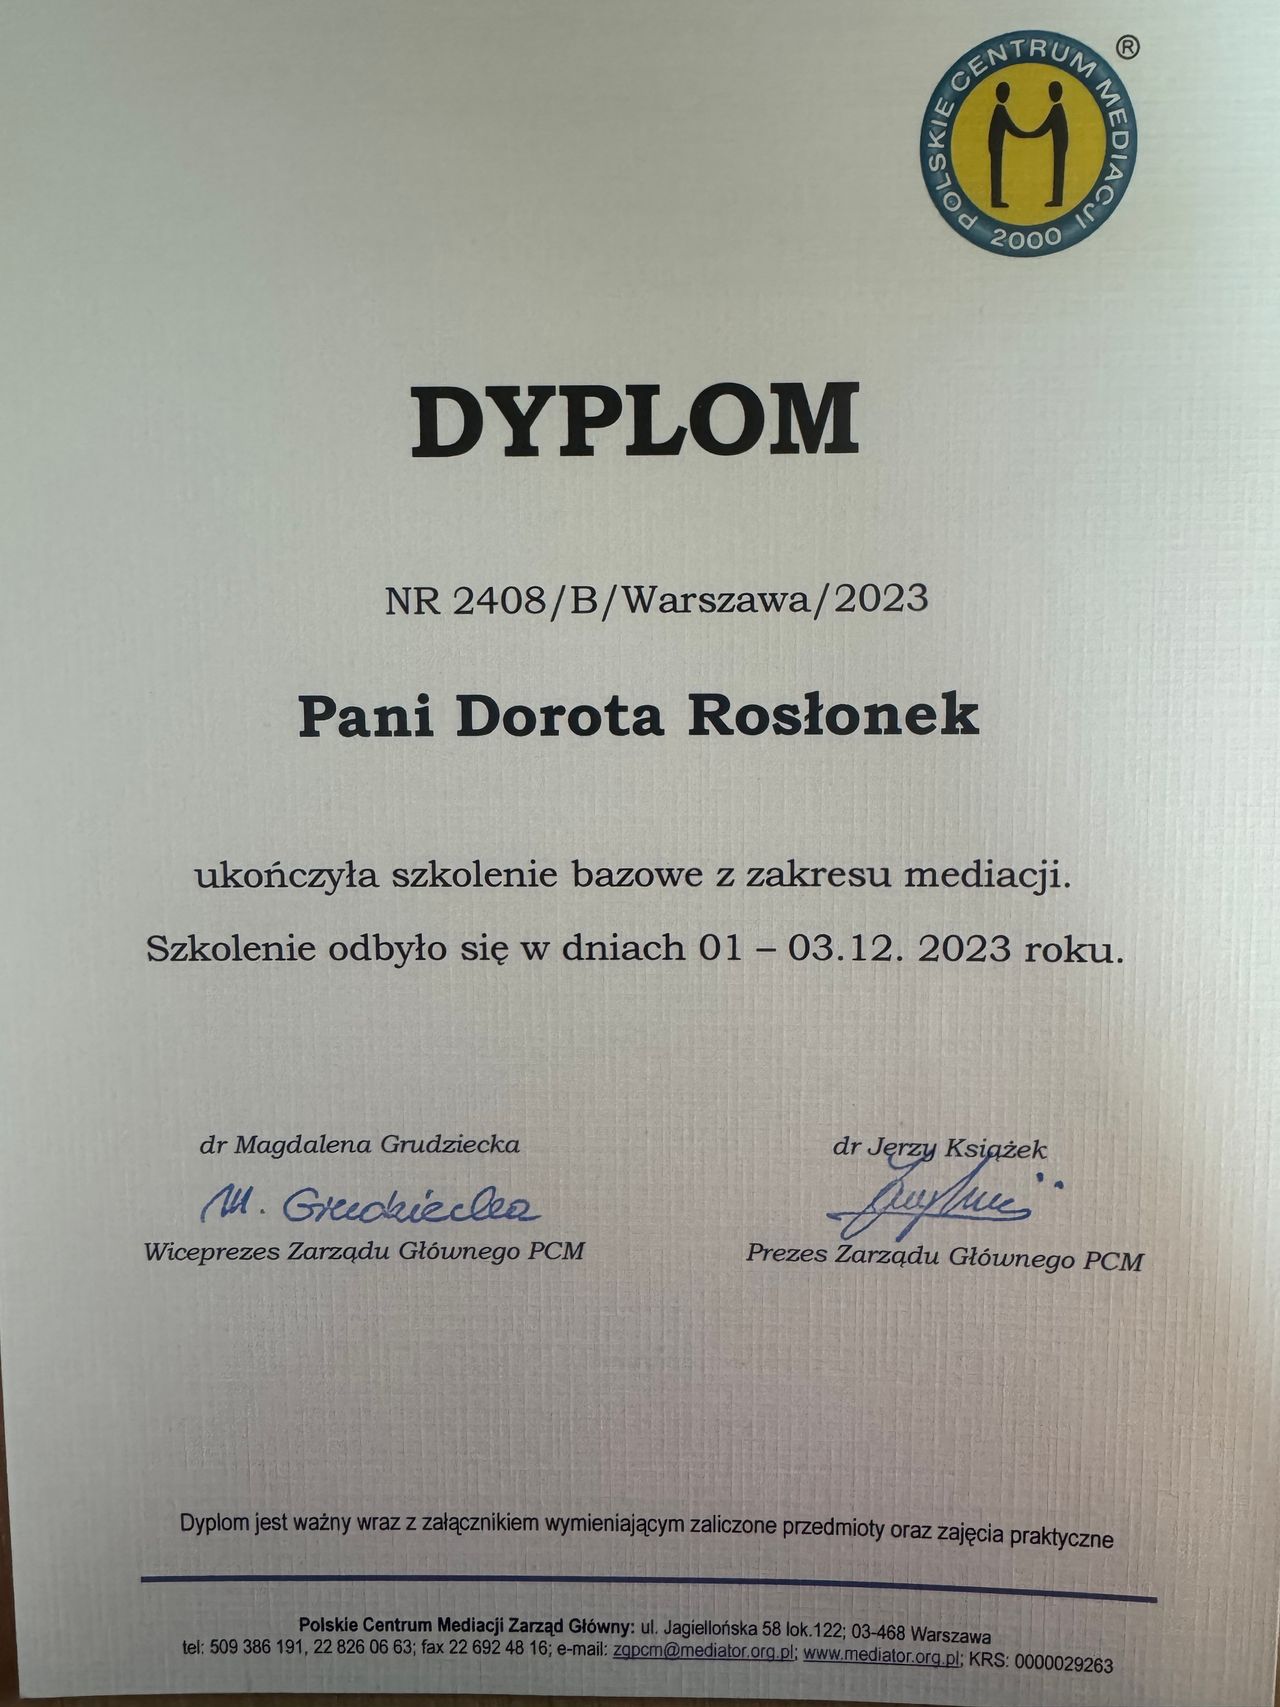 POLSKIE CENTRUM MEDIACJI ®
2000
DYPLOM
NR 2408/B/Warszawa/2023
Pani Dorota Rosłonek
ukończyła szkolenie bazowe z zakresu mediacji.
Szkolenie odbyło się w dniach 01 – 03.12. 2023 roku.
dr Magdalena Grudziecka
M. Grudziecka
Wiceprezes Zarządu Głównego PCM
dr Jerzy Książek
Prezes Zarządu Głównego PCM
Dyplom jest ważny wraz z załącznikiem wymieniającym zaliczone przedmioty oraz zajęcia praktyczne
Polskie Centrum Mediacji Zarząd Główny: ul. Jagiellońska 58 lok.122; 03-468 Warszawa
tel: 509 386 191, 22 826 06 63; fax 22 692 48 16; e-mail: zgpcm@mediator.org.pl; www.mediator.org.pl; KRS: 0000029263